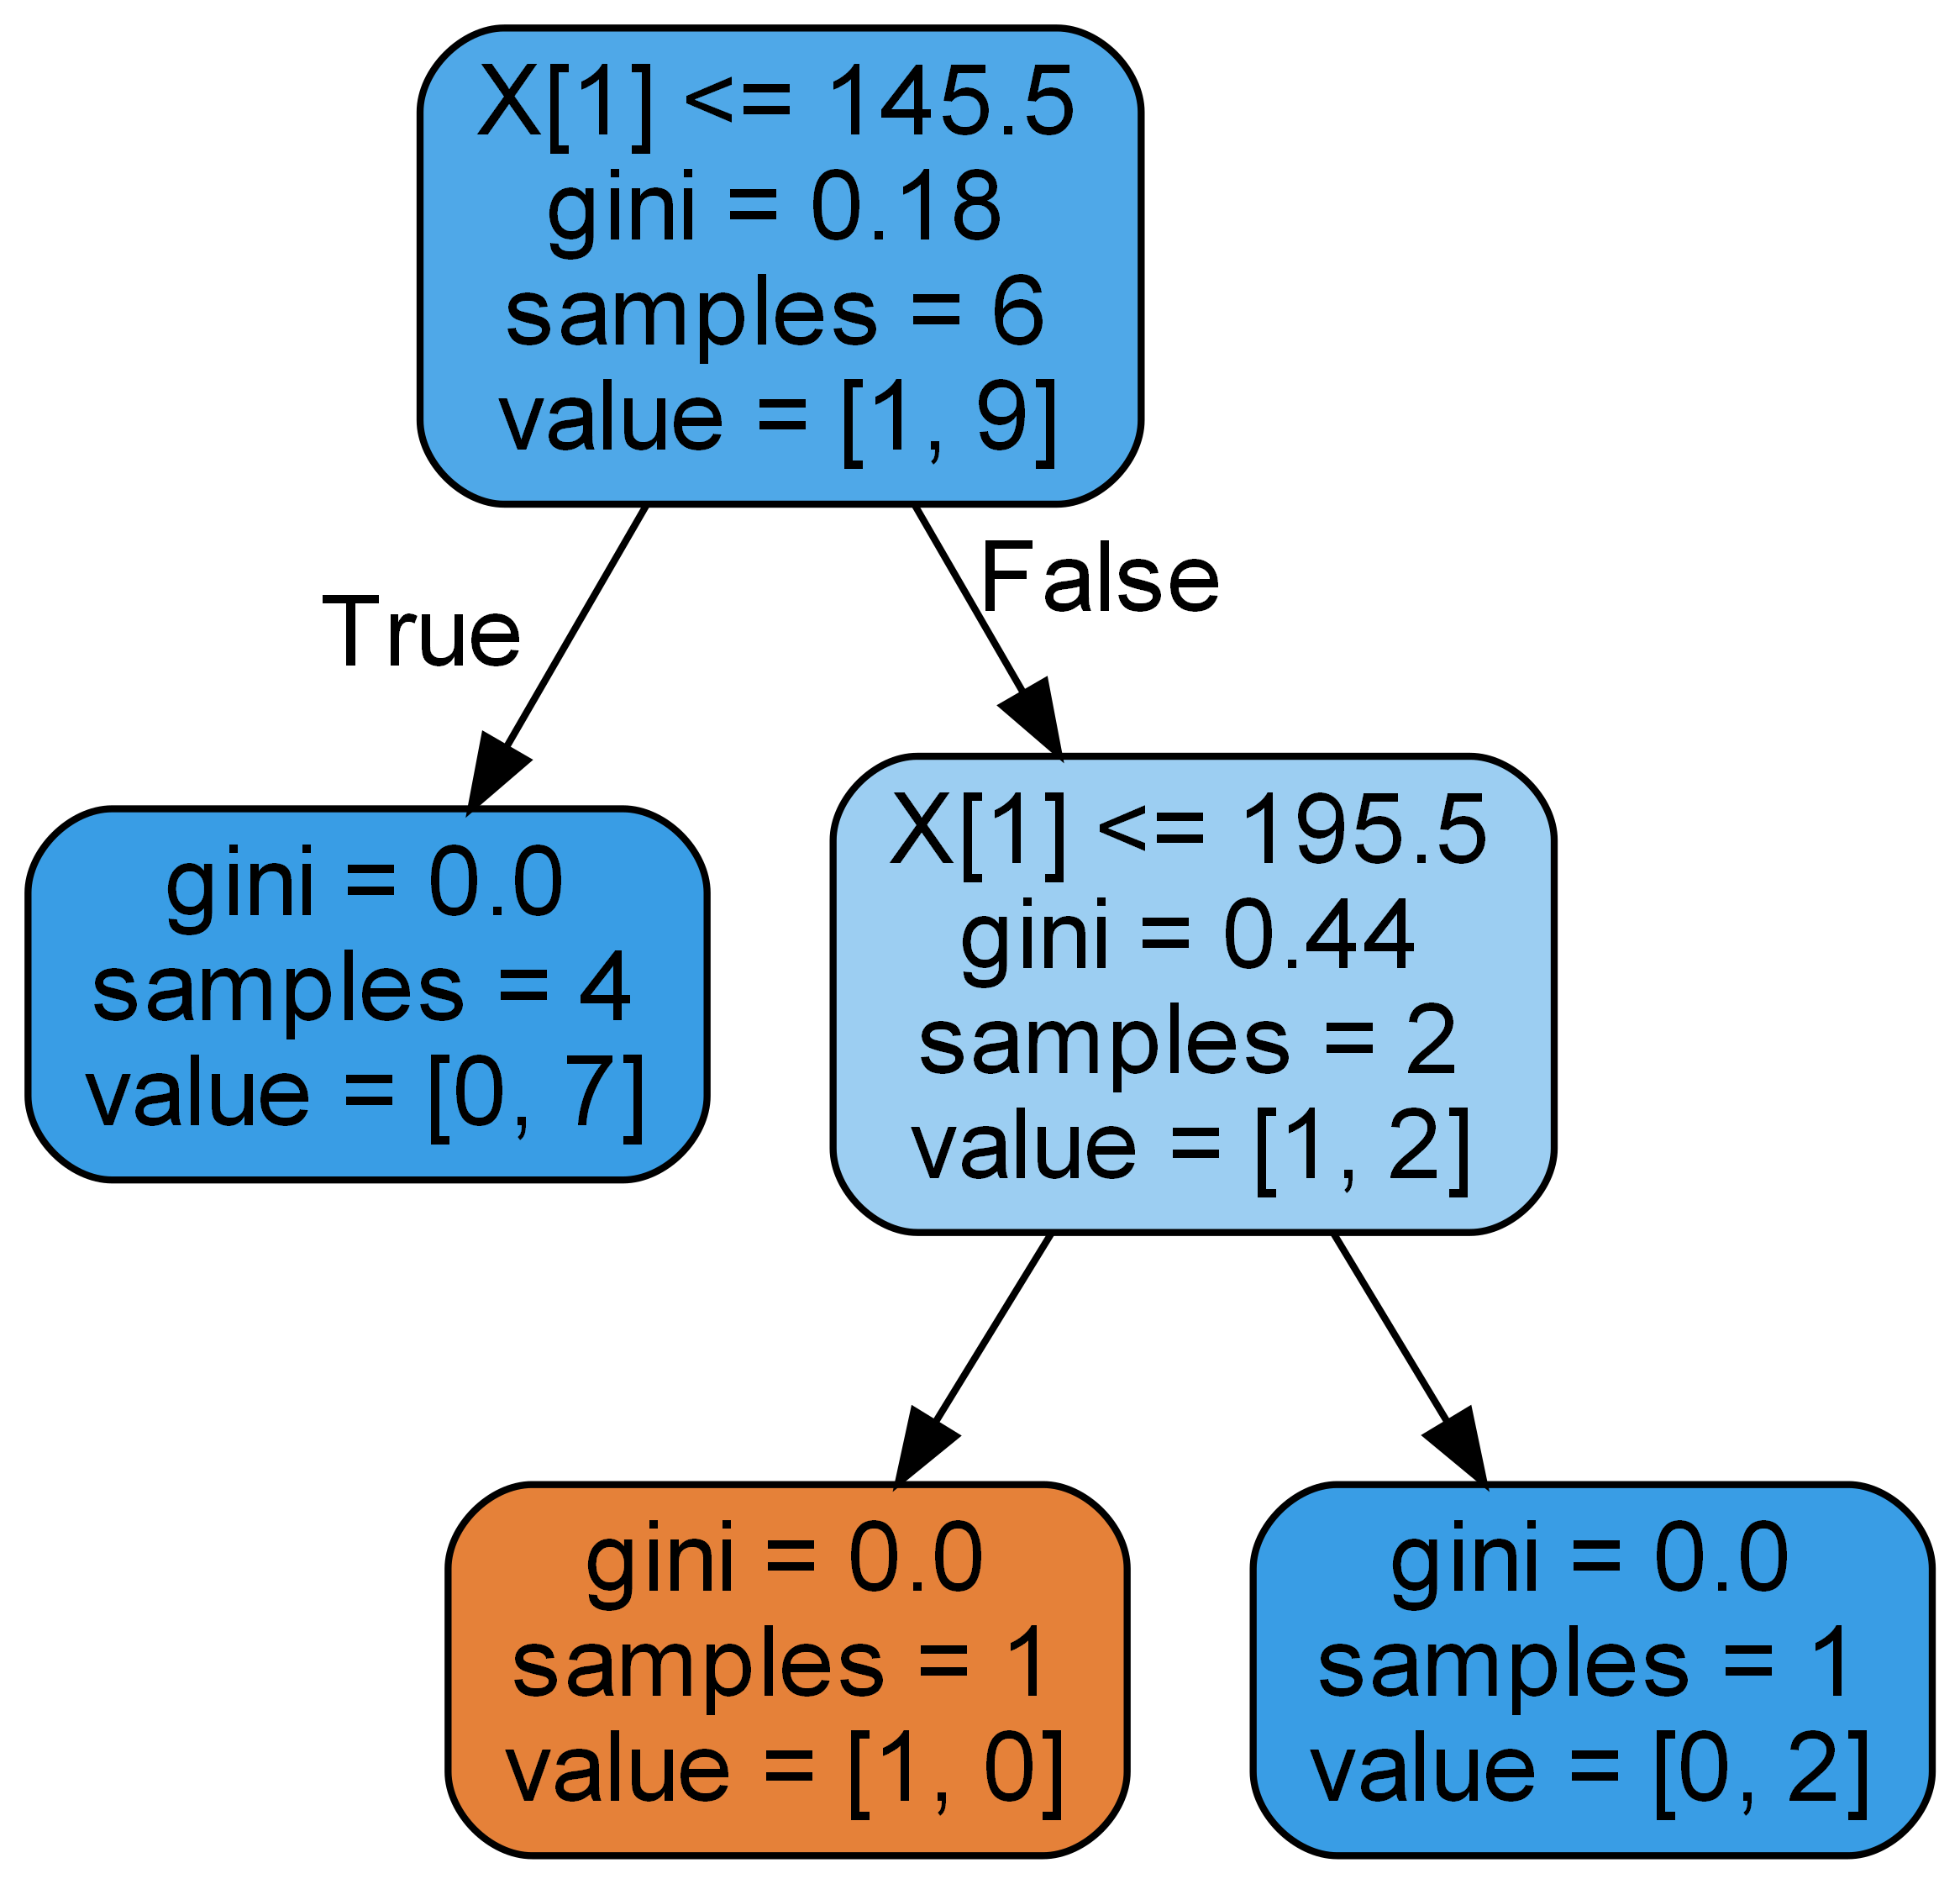 X[1] <= 145.5
gini = 0.18
samples = 6
value = [1, 9]
True
False
gini = 0.0
samples = 4
value = [0, 7]
X[1] <= 195.5
gini = 0.44
samples = 2
value = [1, 2]
gini = 0.0
samples = 1
value = [1, 0]
gini = 0.0
samples = 1
value = [0, 2]